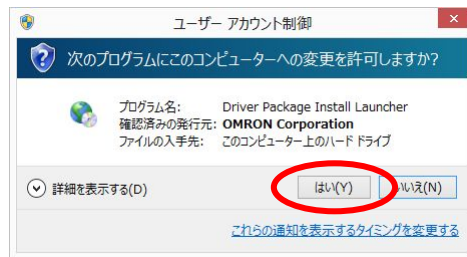 ユーザー アカウント制御
次のプログラムにこのコンピューターへの変更を許可しますか?
プログラム名: Driver Package Install Launcher
確認済みの発行元: OMRON Corporation
ファイルの入手先: このコンピューター上のハード ドライブ
詳細を表示する(D) はい(Y) いいえ(N)
これらの通知を表示するタイミングを変更する